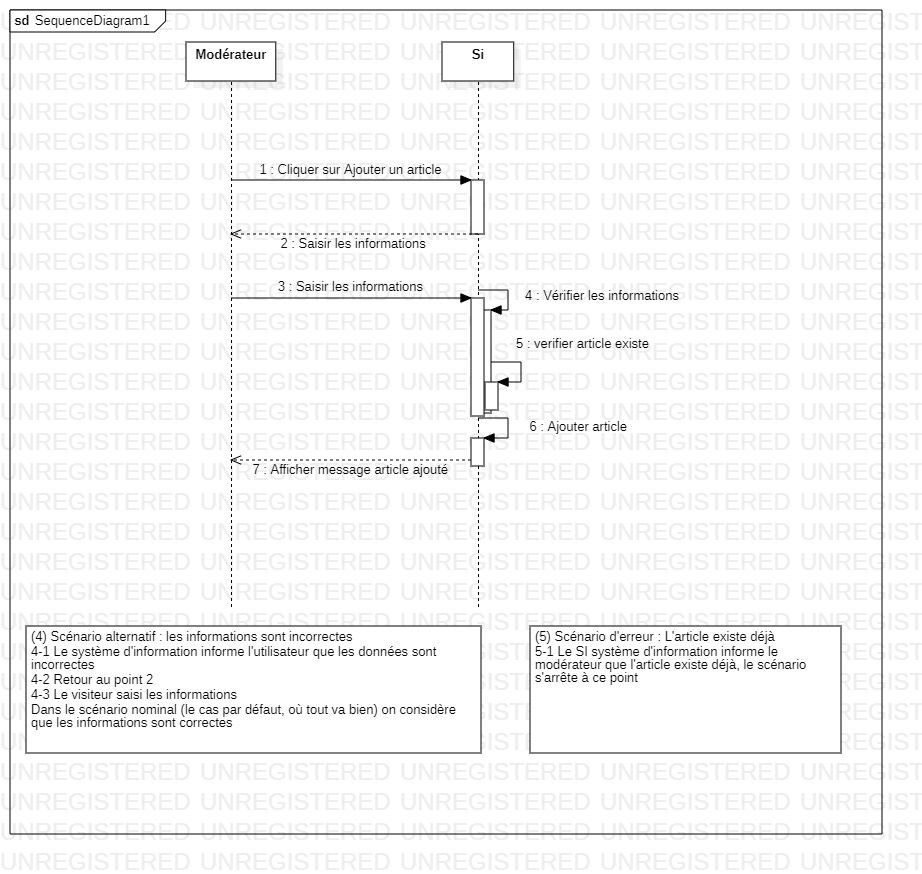 sd SequenceDiagram1
Modérateur
Si
1 : Cliquer sur Ajouter un article
2 : Saisir les informations
3 : Saisir les informations
4 : Vérifier les informations
5 : verifier article existe
6 : Ajouter article
7 : Afficher message article ajouté
(4) Scénario alternatif : les informations sont incorrectes
4-1 Le système d'information informe l'utilisateur que les données sont
incorrectes
4-2 Retour au point 2
4-3 Le visiteur saisi les informations
Dans le scénario nominal (le cas par défaut, où tout va bien) on considère
que les informations sont correctes
(5) Scénario d'erreur : L'article existe déjà
5-1 Le SI système d'information informe le
modérateur que l'article existe déjà, le scénario
s'arrête à ce point
UNREGISTERED